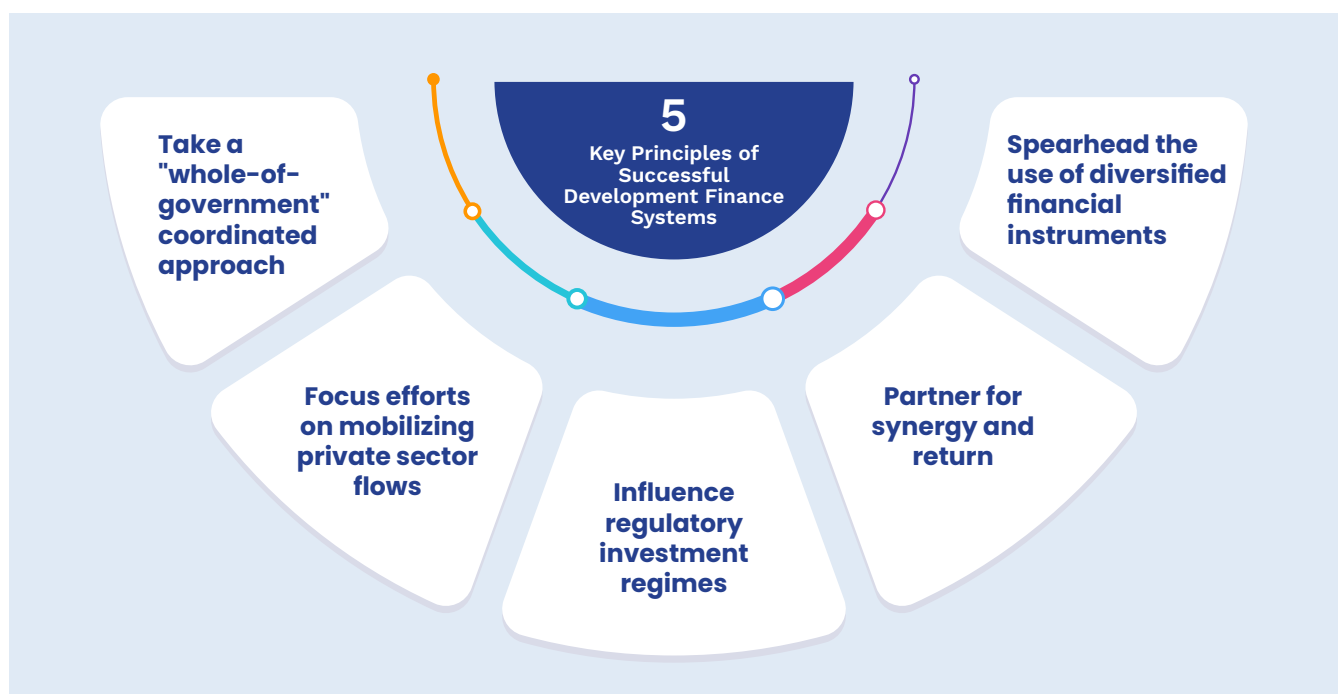 5
Key Principles of
Successful
Development Finance
Systems
Take a
"whole-of-
government"
coordinated
approach
Focus efforts
on mobilizing
private sector
flows
Influence
regulatory
investment
regimes
Partner for
synergy and
return
Spearhead the
use of diversified
financial
instruments